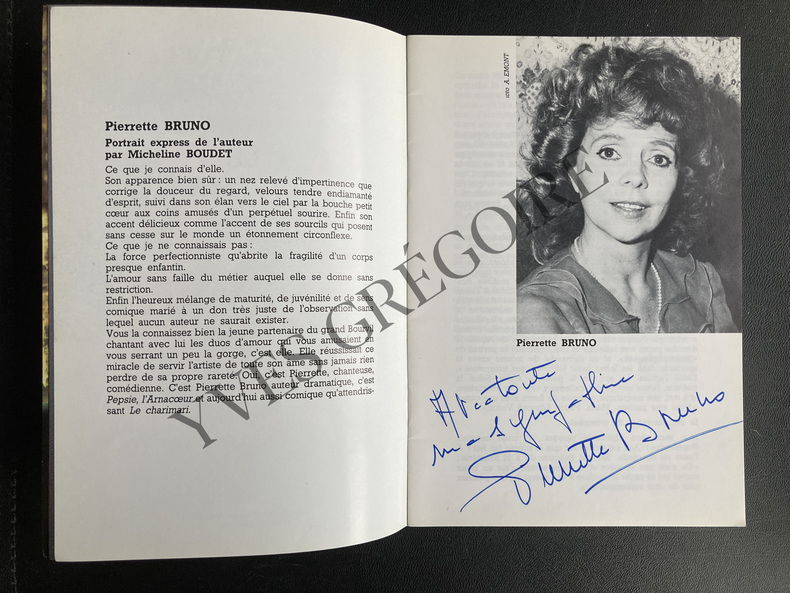 Pierrette BRUNO
Portrait express de l'auteur
par Micheline BOUDET
Ce que je connais d'elle.
Son apparence bien sûr : un nez relevé d'impertinence que
corrige la douceur du regard, velours tendre endiamanté
d'esprit, suivi dans son élan vers le ciel par la bouche petit
cœur aux coins amusés d'un perpétuel sourire. Enfin son
accent délicieux comme l'accent de ses sourcils qui posent
sans cesse sur le monde un étonnement circonflexe.
Ce que je ne connaissais pas :
La force perfectionniste qu'abrite la fragilité d'un corps
presque enfantin.
L'amour sans faille du métier auquel elle se donne sans
restriction.
Enfin l'heureux mélange de maturité, de juvénilité et de sens
comique marié à un don très juste de l'observation sans
lequel aucun auteur ne saurait exister.
Vous la connaissez bien la jeune partenaire du grand Bourvil
chantant avec lui les duos d'amour qui vous amusaient en
vous serrant un peu la gorge, c'est elle. Elle réussissait ce
miracle de servir l'artiste de toute son âme sans jamais rien
perdre de sa propre rareté. Oui, c'est Pierrette, chanteuse,
comédienne. C'est Pierrette Bruno auteur dramatique, c'est
Pepsie, l'Arnacœur et aujourd'hui aussi comique qu'attendris-
sant Le charimari.
A. EMONT
Pierrette BRUNO
Avec toute
ma sympathie
Pierrette Bruno
YVES GRÉGOIRE